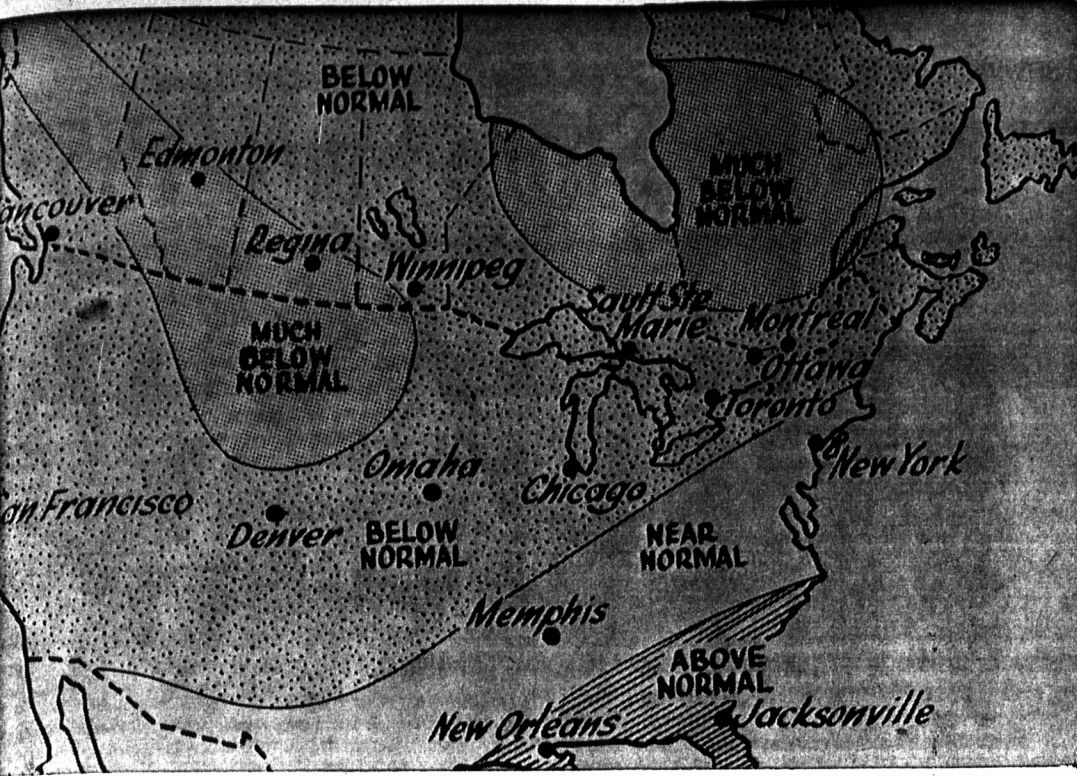 BELOW
NORMAL
Edmonton
MUCH
BELOW
NORMAL
ancouver
Regina
Winnipeg
Sault Ste
Marie
Montreal
MUCH
BELOW
NORMAL
Ottawa
Toronto
Omaha
New York
Chicago
an Francisco
Denver
BELOW
NORMAL
NEAR
NORMAL
Memphis
ABOVE
NORMAL
New Orleans
Jacksonville